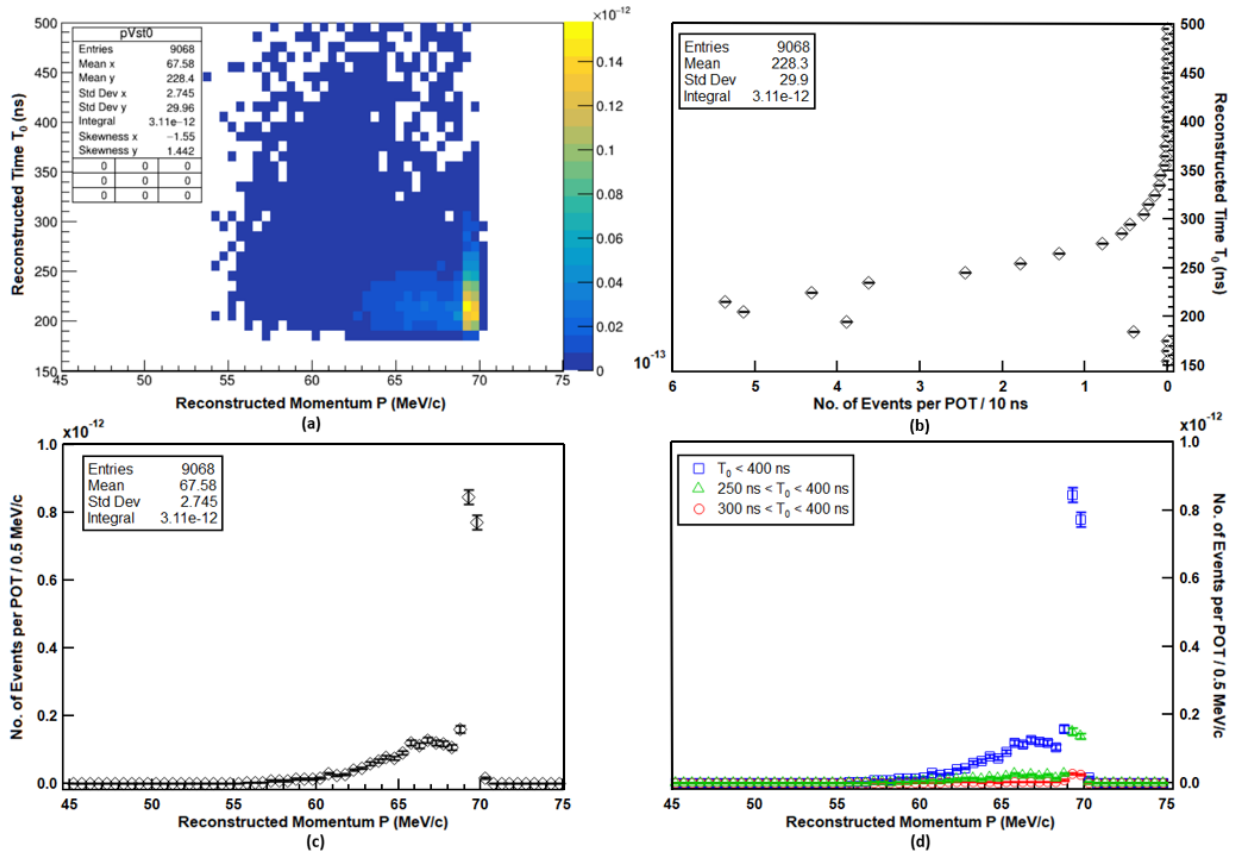 ×10⁻¹²
pVst0
Entries 9068
Mean x 67.58
Mean y 228.4
Std Dev x 2.745
Std Dev y 29.96
Integral 3.11e-12
Skewness x −1.55
Skewness y 1.442
0 0 0
0 0 0
0 0 0
500
450
400
350
300
250
200
150
Reconstructed Time T₀ (ns)
45 50 55 60 65 70 75
Reconstructed Momentum P (MeV/c)
0.14
0.12
0.1
0.08
0.06
0.04
0.02
0
(a)
Entries 9068
Mean 228.3
Std Dev 29.9
Integral 3.11e-12
500
450
400
350
300
250
200
150
Reconstructed Time T₀ (ns)
10⁻¹³
6 5 4 3 2 1 0
No. of Events per POT / 10 ns
(b)
x10⁻¹²
1.0
0.8
0.6
0.4
0.2
0.0
No. of Events per POT / 0.5 MeV/c
Entries 9068
Mean 67.58
Std Dev 2.745
Integral 3.11e-12
45 50 55 60 65 70 75
Reconstructed Momentum P (MeV/c)
(c)
x10⁻¹²
T₀ < 400 ns
250 ns < T₀ < 400 ns
300 ns < T₀ < 400 ns
1.0
0.8
0.6
0.4
0.2
0.0
No. of Events per POT / 0.5 MeV/c
45 50 55 60 65 70 75
Reconstructed Momentum P (MeV/c)
(d)